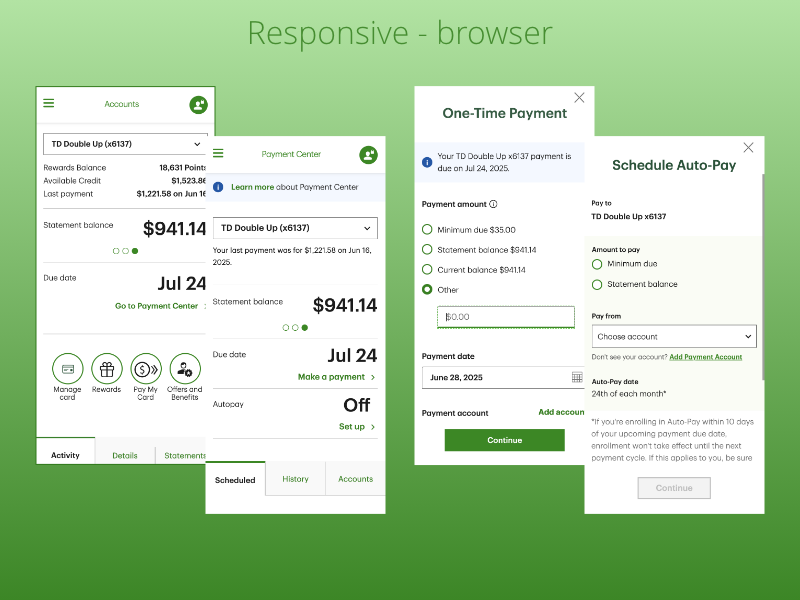 Responsive - browser
Accounts
TD Double Up (x6137)
Rewards Balance 18,631 Points
Available Credit $1,523.86
Last payment $1,221.58 on Jun 16
Statement balance $941.14
Due date Jul 24
Go to Payment Center
Manage card
Rewards
Pay My Card
Offers and Benefits
Activity Details Statements
Payment Center
Learn more about Payment Center
TD Double Up (x6137)
Your last payment was for $1,221.58 on Jun 16,
2025.
Statement balance $941.14
Due date Jul 24
Make a payment >
Autopay Off
Set up >
Scheduled History Accounts
One-Time Payment
Your TD Double Up x6137 payment is
due on Jul 24, 2025.
Payment amount
Minimum due $35.00
Statement balance $941.14
Current balance $941.14
Other
$0.00
Payment date
June 28, 2025
Payment account Add accoun
Continue
Schedule Auto-Pay
Pay to
TD Double Up x6137
Amount to pay
Minimum due
Statement balance
Pay from
Choose account
Don't see your account? Add Payment Account
Auto-Pay date
24th of each month*
*If you're enrolling in Auto-Pay within 10 days
of your upcoming payment due date,
enrollment won't take effect until the next
payment cycle. If this applies to you, be sure
Continue